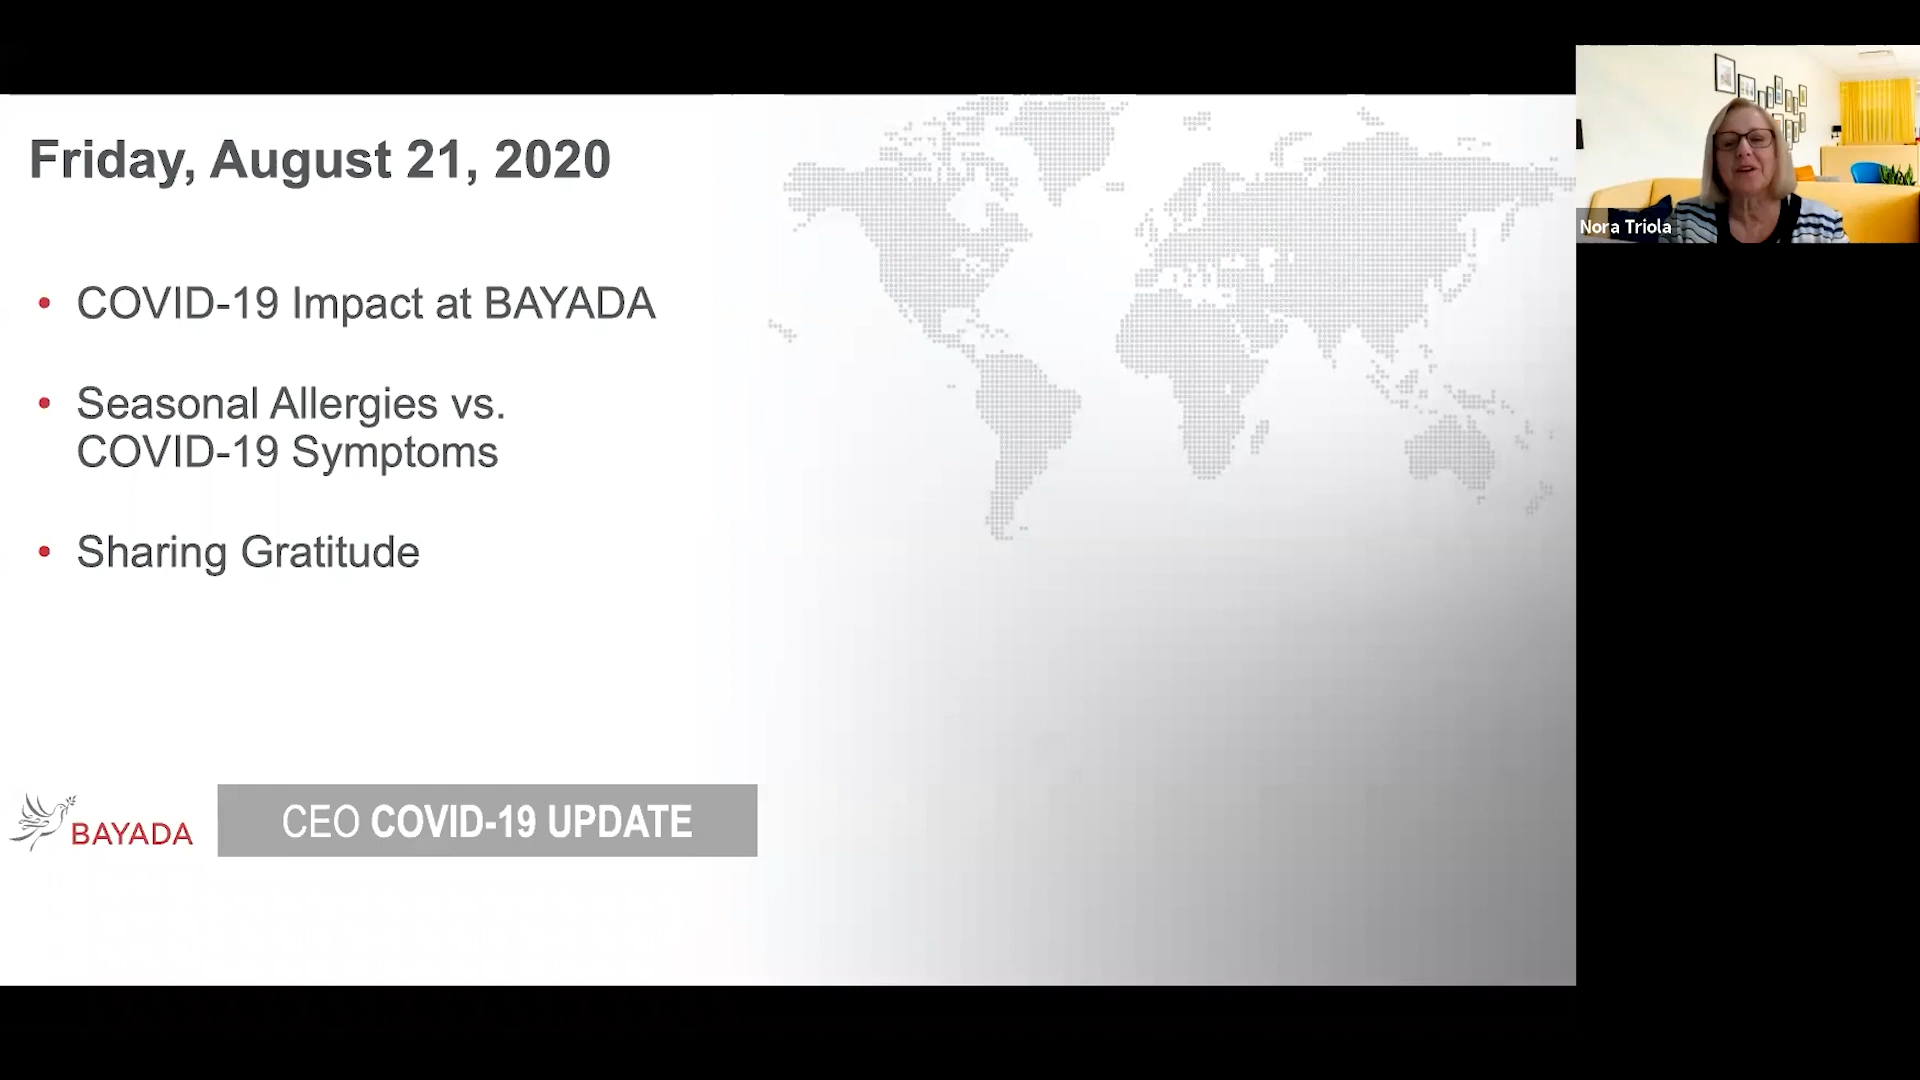 Friday, August 21, 2020
• COVID-19 Impact at BAYADA
• Seasonal Allergies vs.
COVID-19 Symptoms
• Sharing Gratitude
BAYADA
CEO COVID-19 UPDATE
Nora Triola